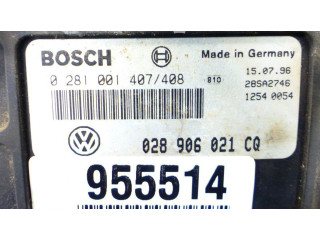 BOSCH
Made in Germany
0 281 001 407/408 B10
15.07.96
28SA2746
1254 0054
028 906 021 CQ
955514